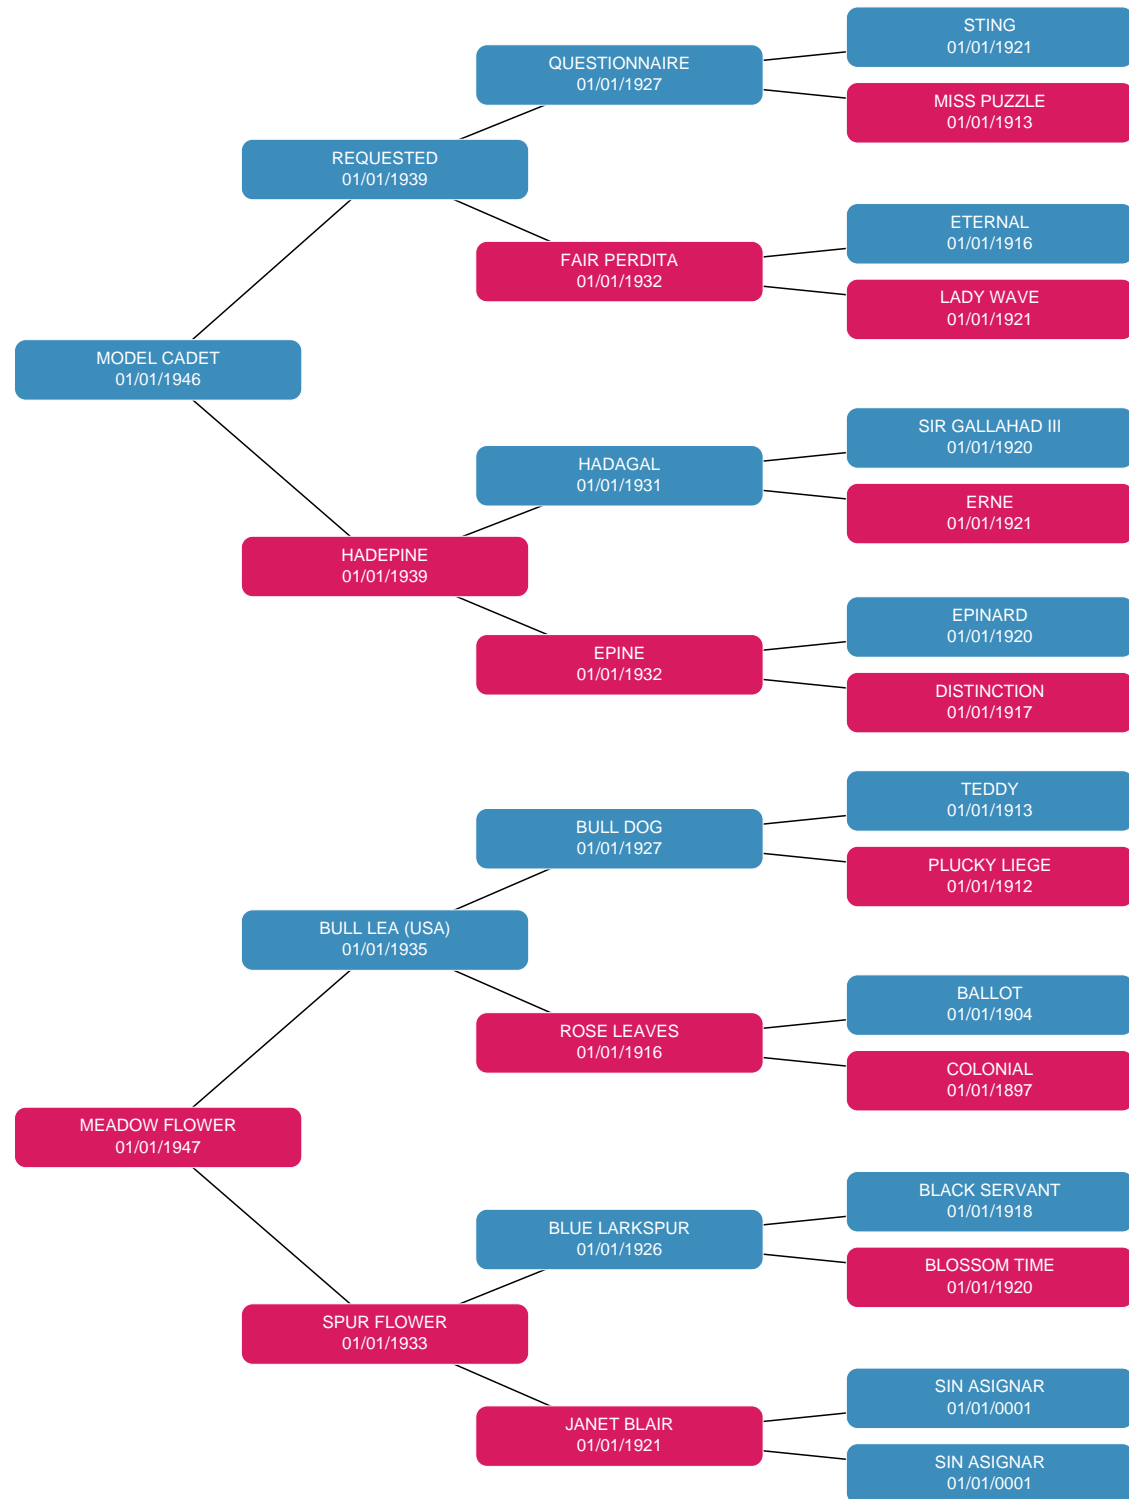 STING
01/01/1921
QUESTIONNAIRE
01/01/1927
MISS PUZZLE
01/01/1913
REQUESTED
01/01/1939
ETERNAL
01/01/1916
FAIR PERDITA
01/01/1932
LADY WAVE
01/01/1921
MODEL CADET
01/01/1946
SIR GALLAHAD III
01/01/1920
HADAGAL
01/01/1931
ERNE
01/01/1921
HADEPINE
01/01/1939
EPINARD
01/01/1920
EPINE
01/01/1932
DISTINCTION
01/01/1917
TEDDY
01/01/1913
BULL DOG
01/01/1927
PLUCKY LIEGE
01/01/1912
BULL LEA (USA)
01/01/1935
BALLOT
01/01/1904
ROSE LEAVES
01/01/1916
COLONIAL
01/01/1897
MEADOW FLOWER
01/01/1947
BLACK SERVANT
01/01/1918
BLUE LARKSPUR
01/01/1926
BLOSSOM TIME
01/01/1920
SPUR FLOWER
01/01/1933
SIN ASIGNAR
01/01/0001
JANET BLAIR
01/01/1921
SIN ASIGNAR
01/01/0001